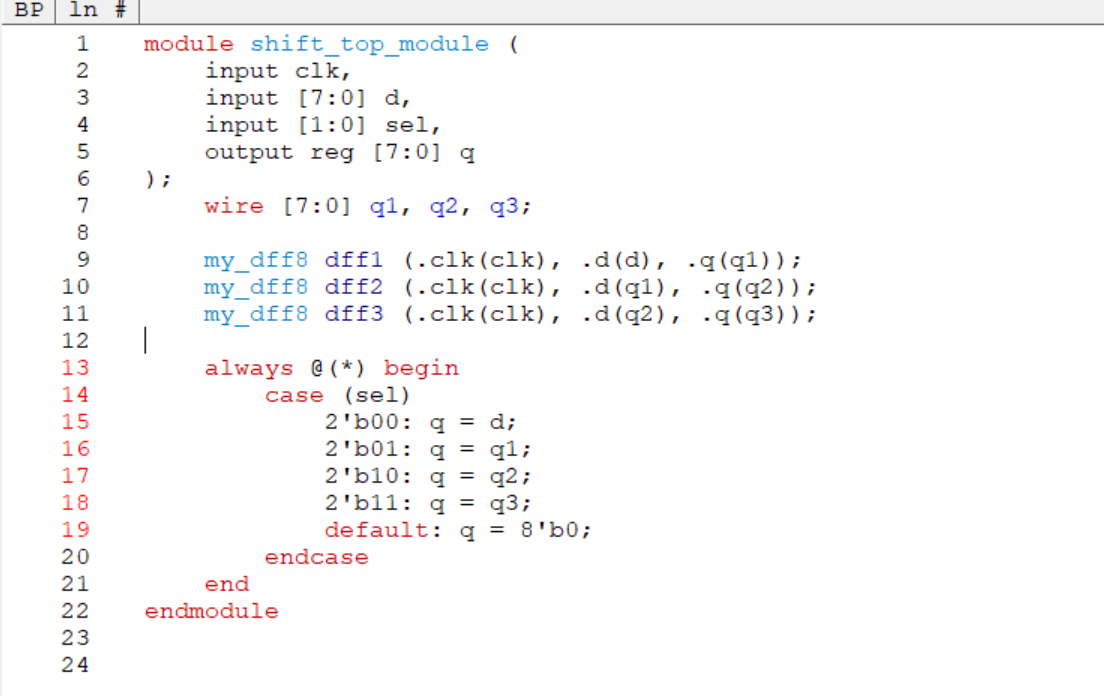 BP ln #
1 module shift_top_module (
2 input clk,
3 input [7:0] d,
4 input [1:0] sel,
5 output reg [7:0] q
6 );
7 wire [7:0] q1, q2, q3;
8
9 my_dff8 dff1 (.clk(clk), .d(d), .q(q1));
10 my_dff8 dff2 (.clk(clk), .d(q1), .q(q2));
11 my_dff8 dff3 (.clk(clk), .d(q2), .q(q3));
12
13 always @(*) begin
14 case (sel)
15 2'b00: q = d;
16 2'b01: q = q1;
17 2'b10: q = q2;
18 2'b11: q = q3;
19 default: q = 8'b0;
20 endcase
21 end
22 endmodule
23
24